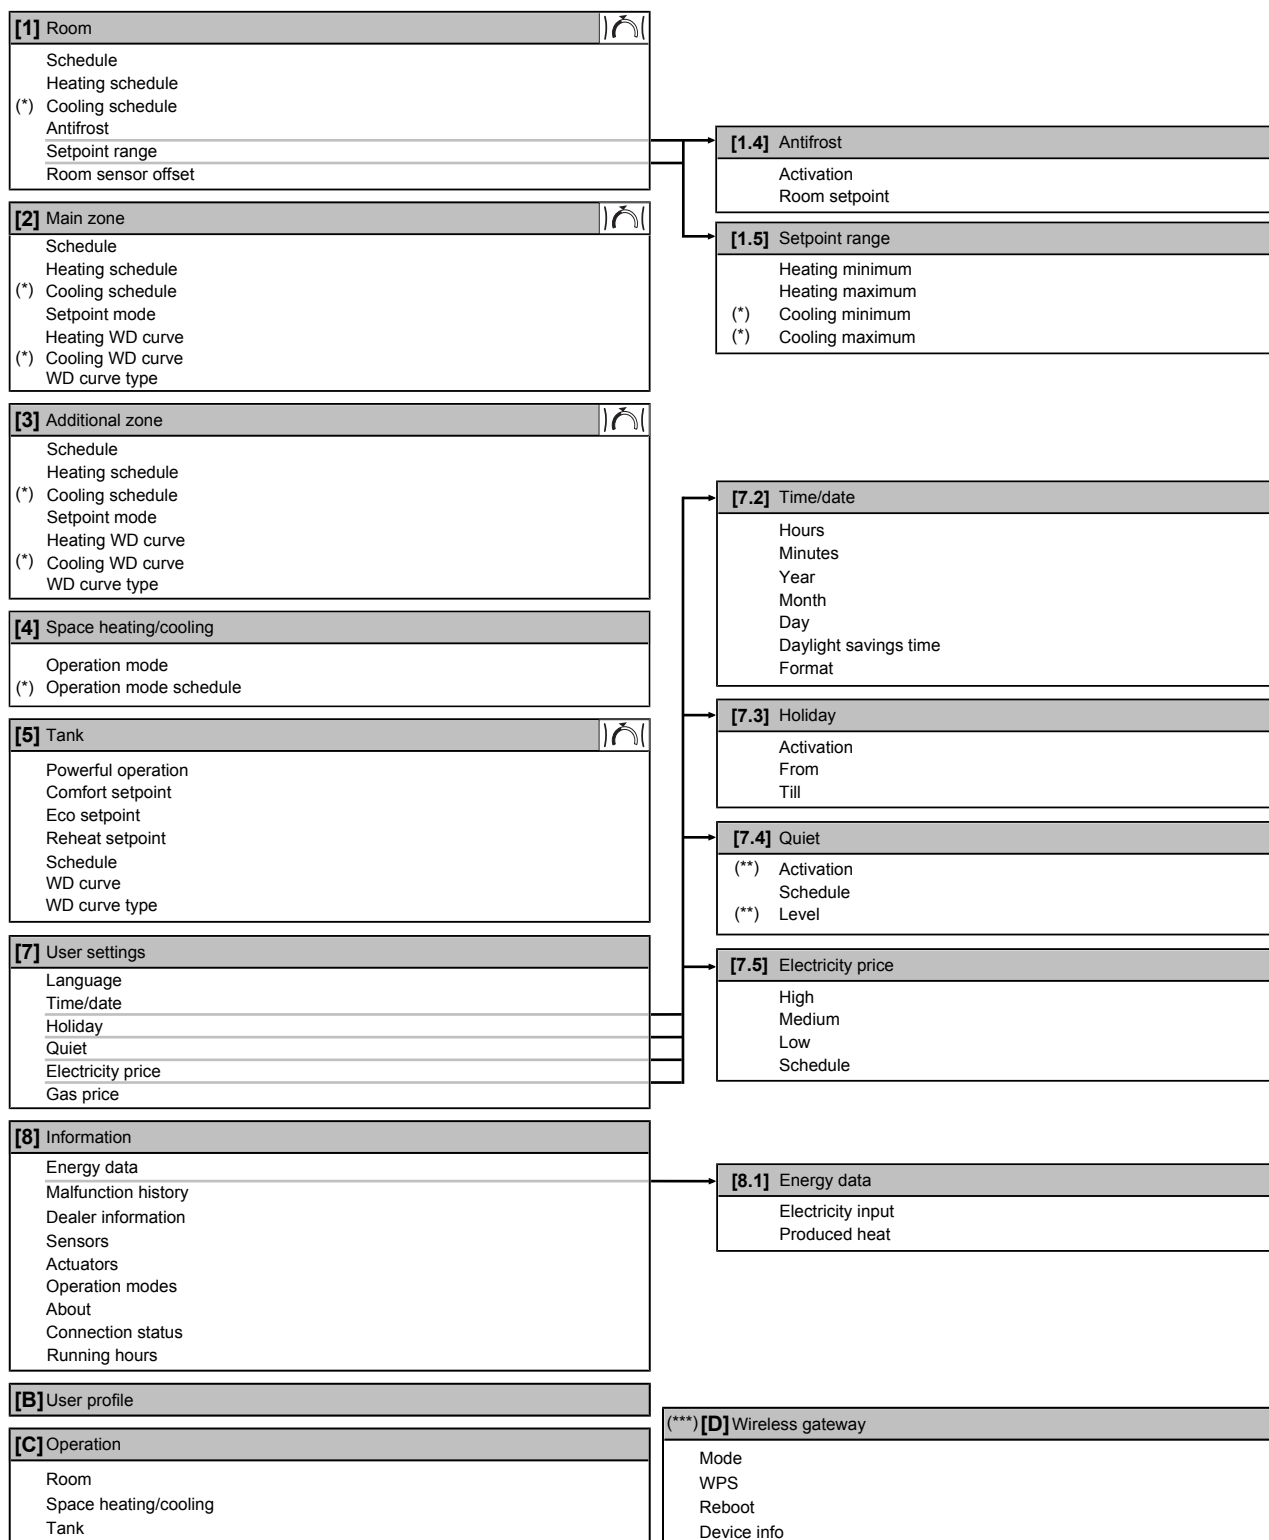 [1] Room
Schedule
Heating schedule
(*) Cooling schedule
Antifrost
Setpoint range
Room sensor offset
[1.4] Antifrost
Activation
Room setpoint
[1.5] Setpoint range
Heating minimum
Heating maximum
(*) Cooling minimum
(*) Cooling maximum
[2] Main zone
Schedule
Heating schedule
(*) Cooling schedule
Setpoint mode
Heating WD curve
(*) Cooling WD curve
WD curve type
[3] Additional zone
Schedule
Heating schedule
(*) Cooling schedule
Setpoint mode
Heating WD curve
(*) Cooling WD curve
WD curve type
[4] Space heating/cooling
Operation mode
(*) Operation mode schedule
[5] Tank
Powerful operation
Comfort setpoint
Eco setpoint
Reheat setpoint
Schedule
WD curve
WD curve type
[7] User settings
Language
Time/date
Holiday
Quiet
Electricity price
Gas price
[7.2] Time/date
Hours
Minutes
Year
Month
Day
Daylight savings time
Format
[7.3] Holiday
Activation
From
Till
[7.4] Quiet
(**) Activation
Schedule
(**) Level
[7.5] Electricity price
High
Medium
Low
Schedule
[8] Information
Energy data
Malfunction history
Dealer information
Sensors
Actuators
Operation modes
About
Connection status
Running hours
[8.1] Energy data
Electricity input
Produced heat
[B] User profile
[C] Operation
Room
Space heating/cooling
Tank
(***) [D] Wireless gateway
Mode
WPS
Reboot
Device info